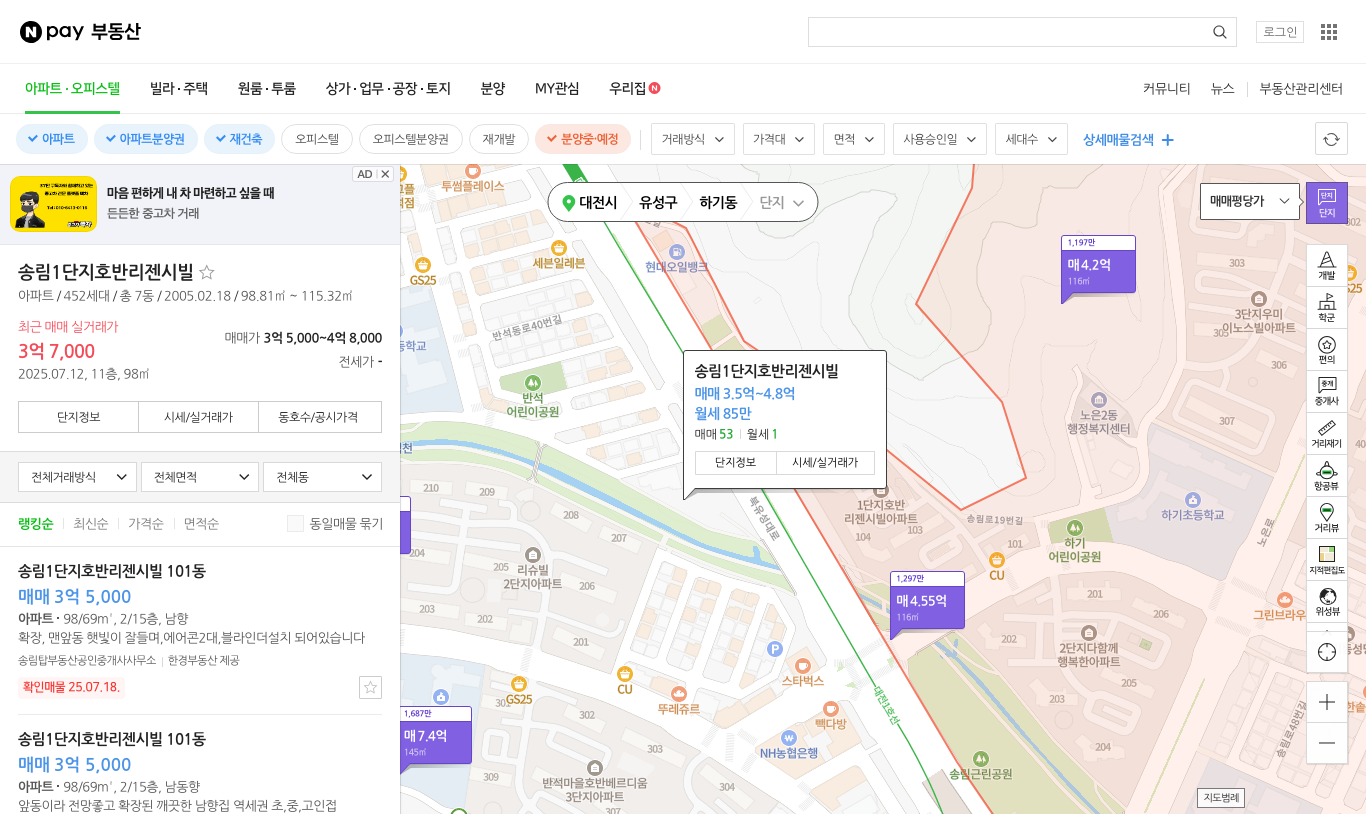 N pay 부동산
로그인
아파트·오피스텔
빌라·주택
원룸·투룸
상가·업무·공장·토지
분양
MY관심
우리집 N
커뮤니티
뉴스
부동산관리센터
아파트
아파트분양권
재건축
오피스텔
오피스텔분양권
재개발
분양중·예정
거래방식
가격대
면적
사용승인일
세대수
상세매물검색
AD
마음 편하게 내 차 마련하고 싶을 때
든든한 중고차 거래
송림1단지호반리젠시빌
아파트 / 452세대 / 총 7동 / 2005.02.18 / 98.81㎡ ~ 115.32㎡
최근 매매 실거래가
3억 7,000
2025.07.12, 11층, 98㎡
매매가 3억 5,000~4억 8,000
전세가 -
단지정보
시세/실거래가
동호수/공시가격
전체거래방식
전체면적
전체동
랭킹순
최신순
가격순
면적순
동일매물 묶기
송림1단지호반리젠시빌 101동
매매 3억 5,000
아파트 · 98/69m², 2/15층, 남향
확장, 맨앞동 햇빛이 잘들며,에어콘2대,블라인더설치 되어있습니다
송림탑부동산공인중개사사무소
한경부동산 제공
확인매물 25.07.18.
송림1단지호반리젠시빌 101동
매매 3억 5,000
아파트 · 98/69m², 2/15층, 남동향
앞동이라 전망좋고 확장된 깨끗한 남향집 역세권 초,중,고인접
대전시
유성구
하기동
단지
매매평당가
단지
단지
투썸플레이스
세븐일레븐
GS25
현대오일뱅크
반석동로40번길
반석
어린이공원
1,197만
매 4.2억
116㎡
303
302
305
306
307
3단지우미
이노스빌아파트
노은2동
행정복지센터
송림1단지호반리젠시빌
매매 3.5억~4.8억
월세 85만
매매 53
월세 1
단지정보
시세/실거래가
북유성대로
1단지호반
리젠시빌아파트
104
103
101
송림로19번길
하기
어린이공원
CU
하기초등학교
노은로
210
209
208
207
204
206
203
202
201
리슈빌
2단지아파트
1,297만
매 4.55억
116㎡
201
202
203
204
205
206
2단지다함께
행복한아파트
그린브라우
P
스타벅스
CU
GS25
뚜레쥬르
빽다방
NH농협은행
대전1호선
송림근린공원
송림로48번길
1,687만
매 7.4억
145㎡
301
302
303
304
309
307
반석마을호반베르디움
3단지아파트
개발
학군
편의
중개
중개사
거리재기
항공뷰
거리뷰
지적편집도
위성뷰
지도범례